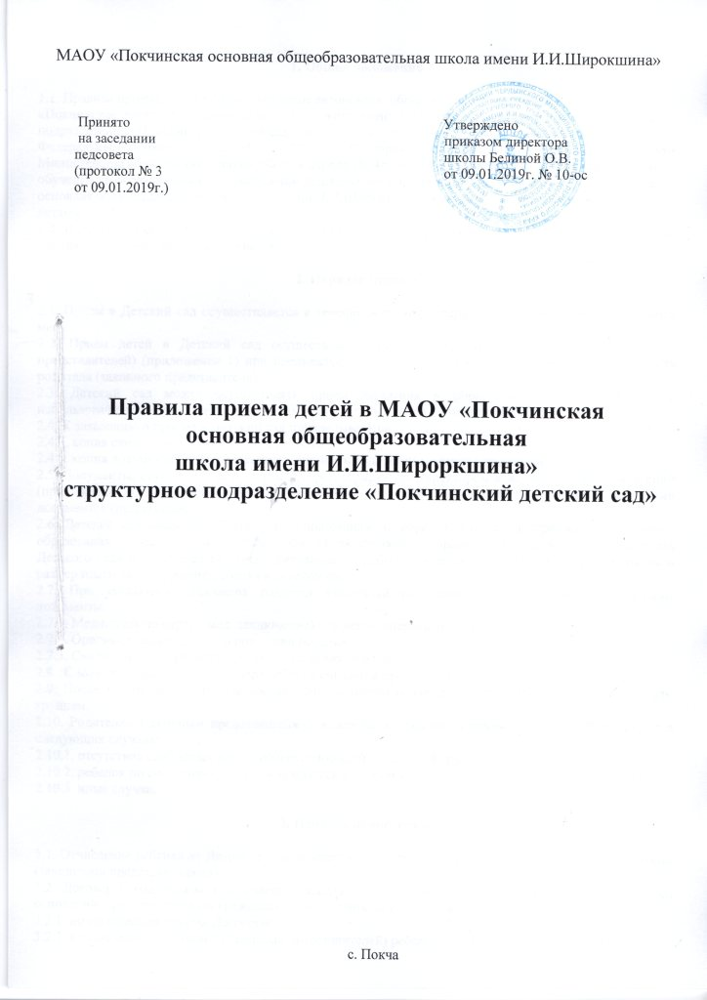 МАОУ «Покчинская основная общеобразовательная школа имени И.И.Широкшина»
Принято
на заседании
педсовета
(протокол № 3
от 09.01.2019г.)
Утверждено
приказом директора
школы Белиной О.В.
от 09.01.2019г. № 10-ос
Правила приема детей в МАОУ «Покчинская
основная общеобразовательная
школа имени И.И.Широркшина»
структурное подразделение «Покчинский детский сад»
с. Покча